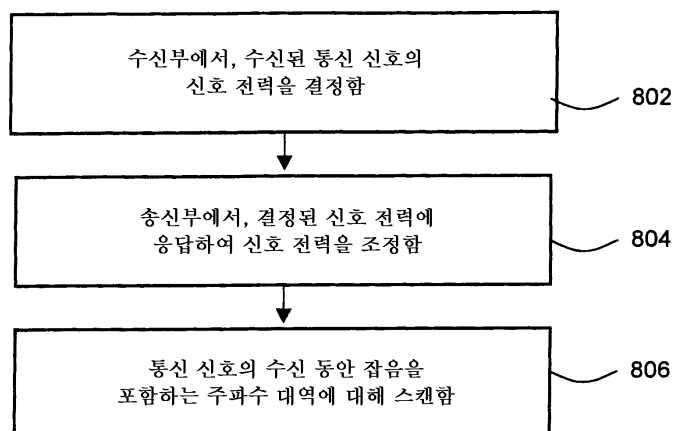 수신부에서, 수신된 통신 신호의
신호 전력을 결정함
802
송신부에서, 결정된 신호 전력에
응답하여 신호 전력을 조정함
804
통신 신호의 수신 동안 잡음을
포함하는 주파수 대역에 대해 스캔함
806